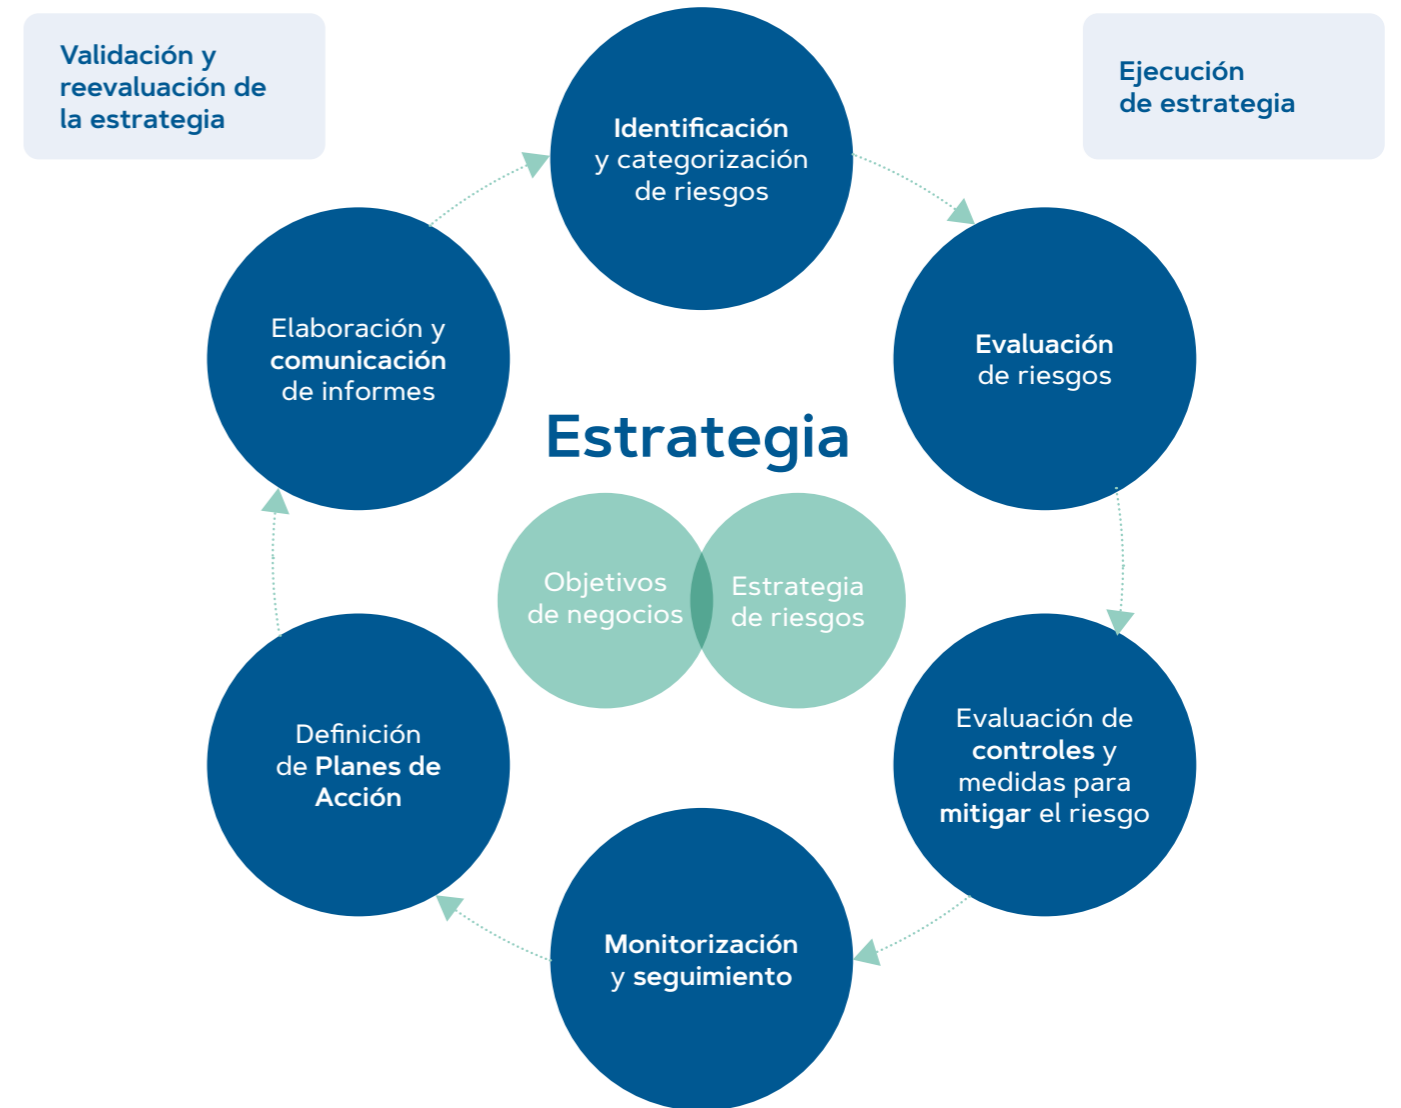 Validación y
reevaluación de
la estrategia
Ejecución
de estrategia
Identificación
y categorización
de riesgos
Evaluación
de riesgos
Evaluación de
controles y
medidas para
mitigar el riesgo
Monitorización
y seguimiento
Definición
de Planes de
Acción
Elaboración y
comunicación
de informes
Estrategia
Objetivos
de negocios
Estrategia
de riesgos